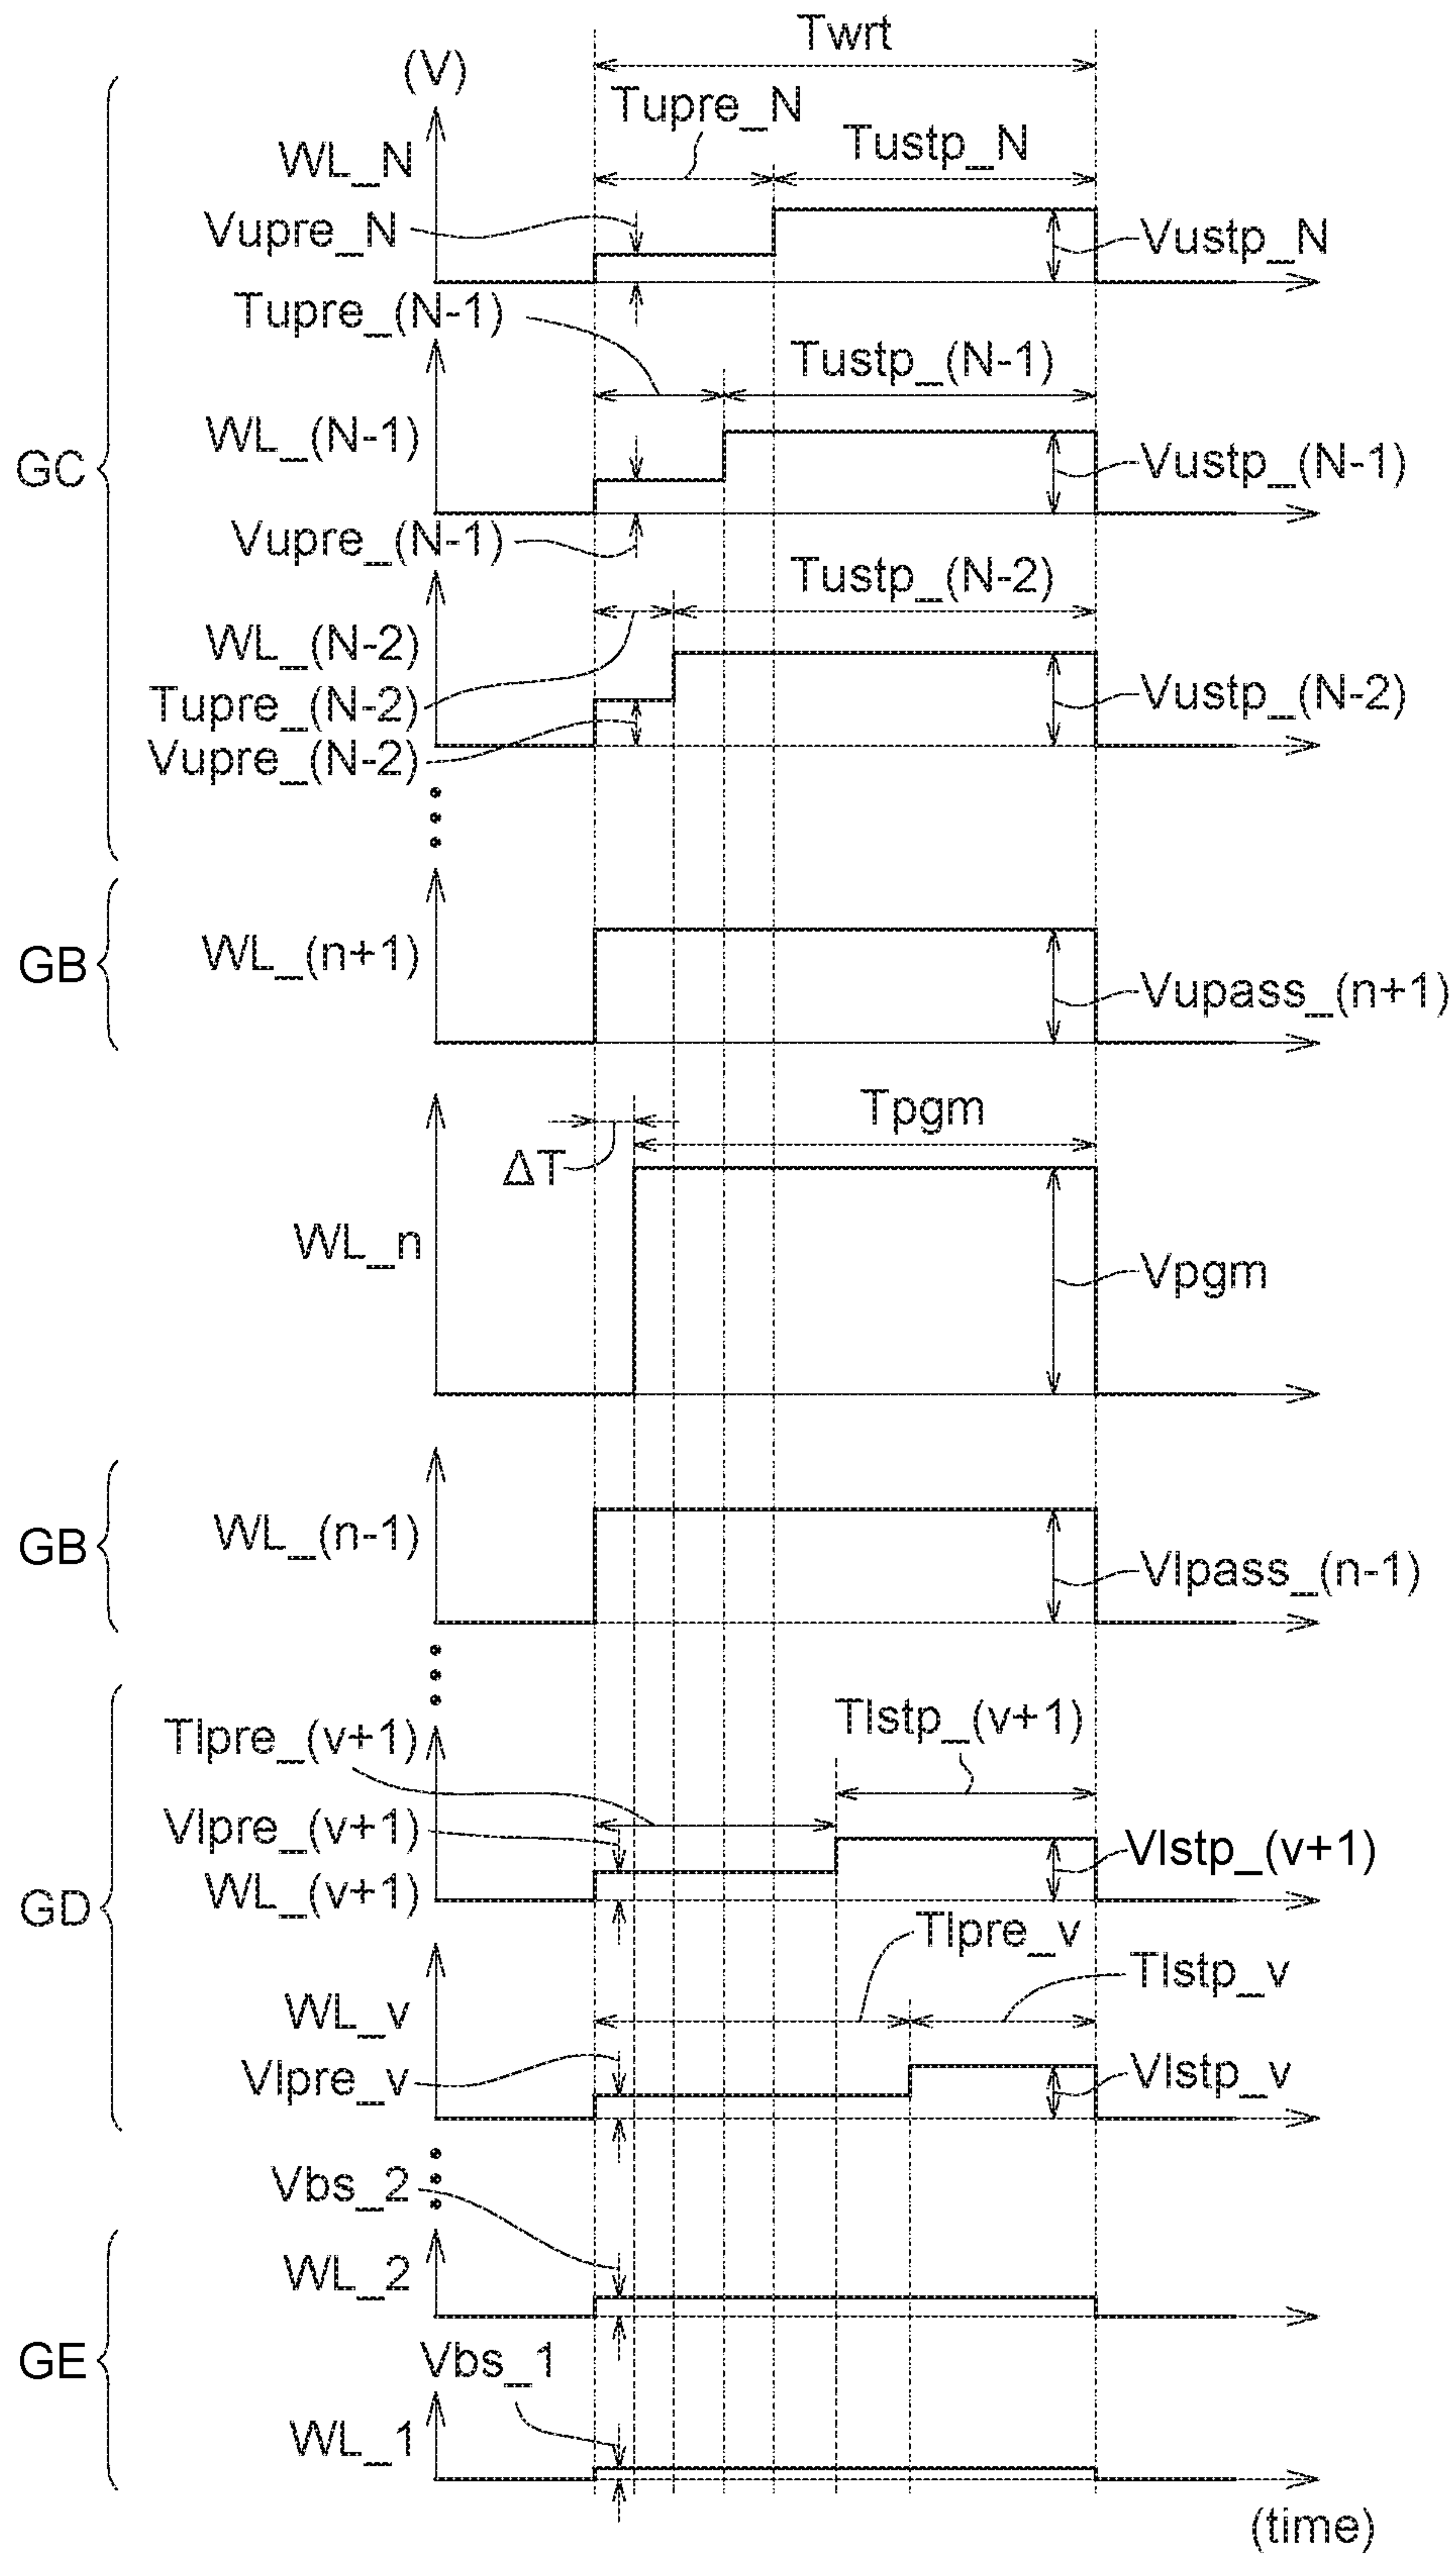 Twrt
(V)
Tupre_N
Tustp_N
WL_N
Vupre_N
Vustp_N
Tupre_(N-1)
Tustp_(N-1)
WL_(N-1)
Vustp_(N-1)
GC
Vupre_(N-1)
Tustp_(N-2)
WL_(N-2)
Tupre_(N-2)
Vustp_(N-2)
Vupre_(N-2)
GB
WL_(n+1)
Vupass_(n+1)
Tpgm
ΔT
WL_n
Vpgm
GB
WL_(n-1)
Vlpass_(n-1)
Tlstp_(v+1)
Tlpre_(v+1)
Vlpre_(v+1)
Vlstp_(v+1)
WL_(v+1)
GD
Tlpre_v
Tlstp_v
WL_v
Vlpre_v
Vlstp_v
Vbs_2
WL_2
GE
Vbs_1
WL_1
(time)